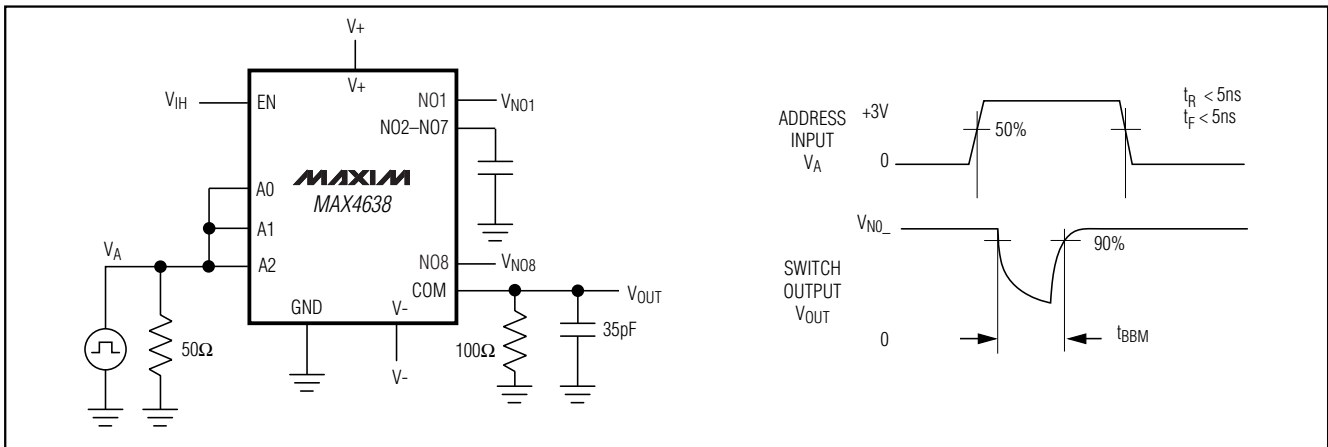 V+
V+
VIH
EN
NO1
VNO1
NO2–NO7
MAXIM
MAX4638
A0
A1
VA
A2
NO8
VNO8
COM
VOUT
GND
V-
50Ω
100Ω
35pF
V-
ADDRESS
INPUT
VA
+3V
0
50%
tR < 5ns
tF < 5ns
VN0_
90%
SWITCH
OUTPUT
VOUT
0
tBBM